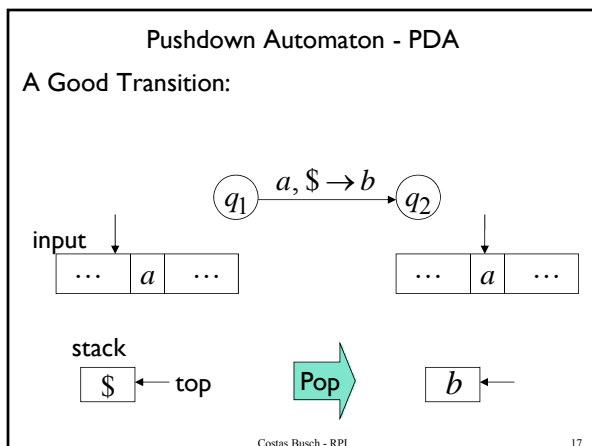 Pushdown Automaton - PDA
A Good Transition:
q1 a, $ → b q2
input
⋯ a ⋯ ⋯ a ⋯
stack
$ top Pop b
Costas Busch - RPI 17